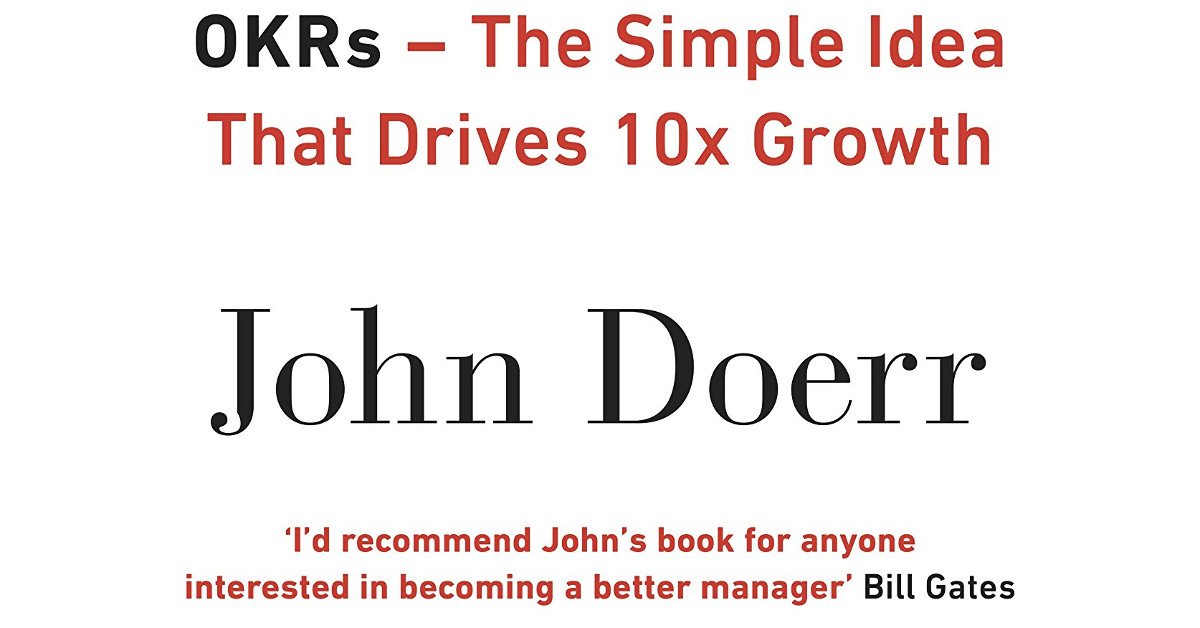 OKRs – The Simple Idea
That Drives 10x Growth
John Doerr
‘I’d recommend John’s book for anyone
interested in becoming a better manager’ Bill Gates